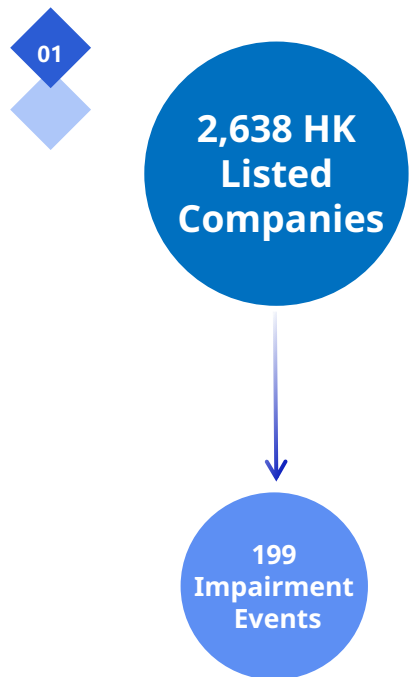 01
2,638 HK
Listed
Companies
199
Impairment
Events